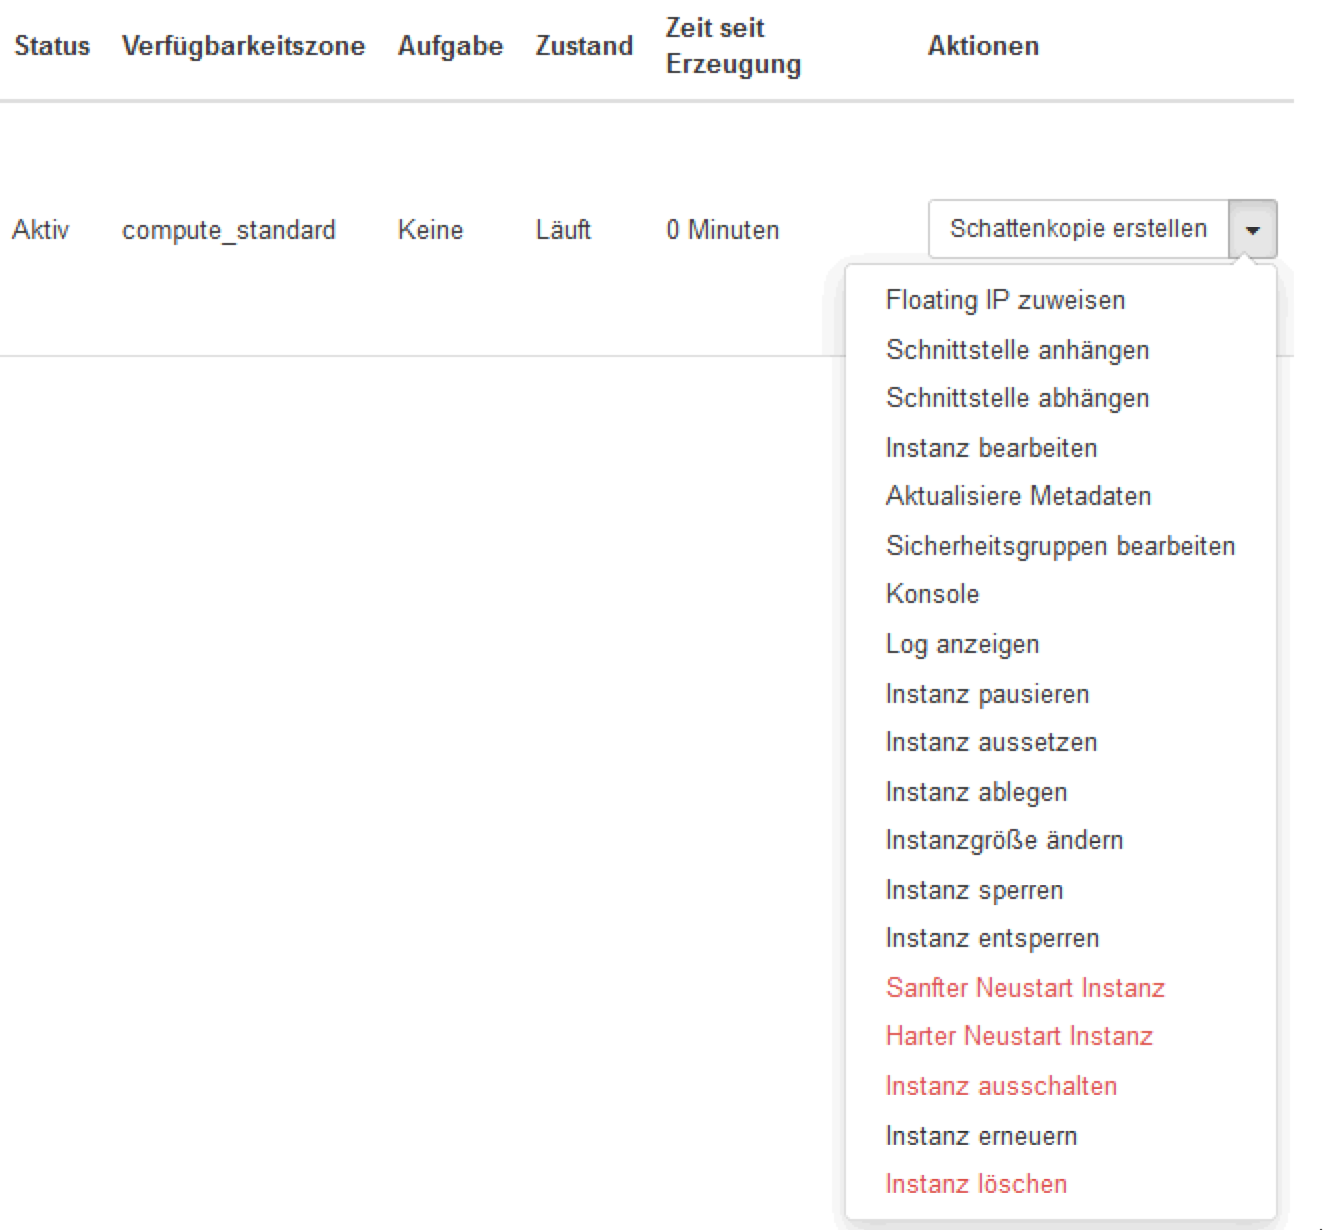 Status Verfügbarkeitszone Aufgabe Zustand Zeit seit Erzeugung Aktionen
Aktiv compute_standard Keine Läuft 0 Minuten Schattenkopie erstellen
Floating IP zuweisen
Schnittstelle anhängen
Schnittstelle abhängen
Instanz bearbeiten
Aktualisiere Metadaten
Sicherheitsgruppen bearbeiten
Konsole
Log anzeigen
Instanz pausieren
Instanz aussetzen
Instanz ablegen
Instanzgröße ändern
Instanz sperren
Instanz entsperren
Sanfter Neustart Instanz
Harter Neustart Instanz
Instanz ausschalten
Instanz erneuern
Instanz löschen